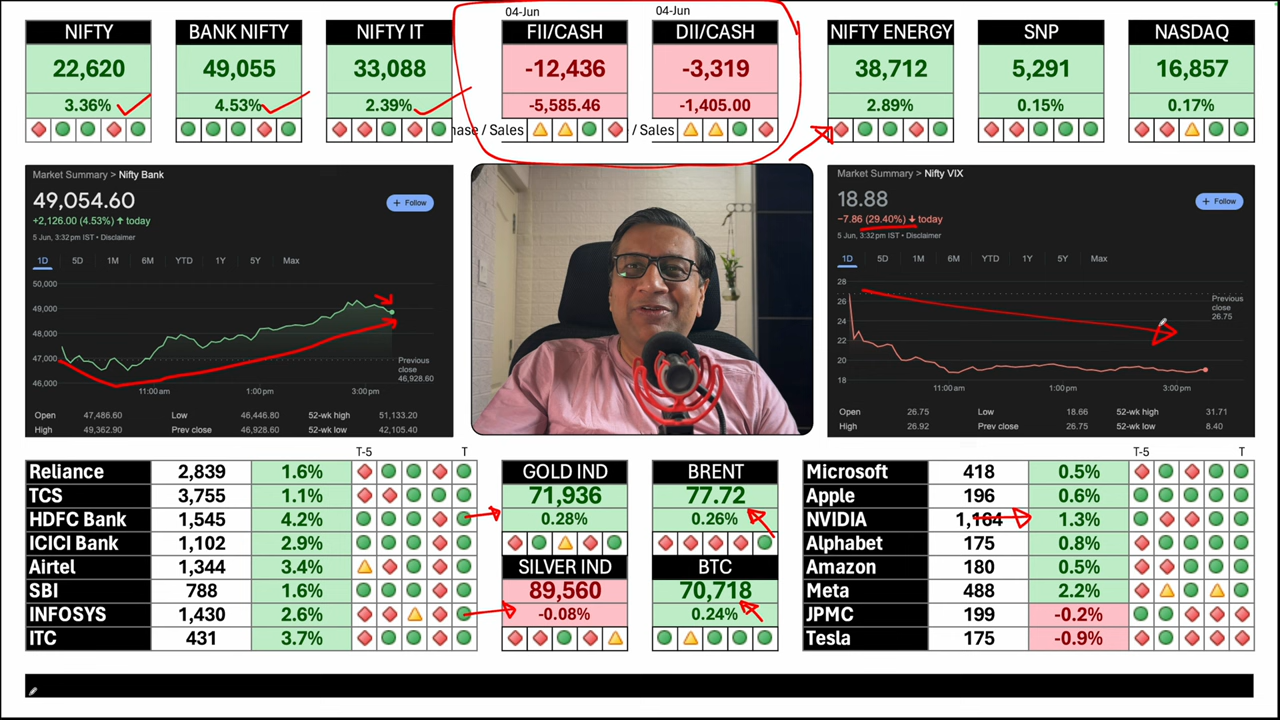 04-Jun
04-Jun
NIFTY
BANK NIFTY
NIFTY IT
FII/CASH
DII/CASH
NIFTY ENERGY
SNP
NASDAQ
22,620
49,055
33,088
-12,436
-3,319
38,712
5,291
16,857
3.36%
4.53%
2.39%
-5,585.46
-1,405.00
2.89%
0.15%
0.17%
hase / Sales
/ Sales
Market Summary > Nifty Bank
49,054.60
+2,126.00 (4.53%) ↑ today
5 Jun, 3:32 pm IST • Disclaimer
+ Follow
1D 5D 1M 6M YTD 1Y 5Y Max
50,000
49,000
48,000
47,000
46,000
Previous
close
46,928.60
11:00 am 1:00 pm 3:00 pm
Open 47,486.60 Low 46,446.80 52-wk high 51,133.20
High 49,362.90 Prev close 46,928.60 52-wk low 42,105.40
Market Summary > Nifty VIX
18.88
−7.86 (29.40%) ↓ today
5 Jun, 3:32 pm IST • Disclaimer
+ Follow
1D 5D 1M 6M YTD 1Y 5Y Max
28
26
24
22
20
18
Previous
close
26.75
11:00 am 1:00 pm 3:00 pm
Open 26.75 Low 18.66 52-wk high 31.71
High 26.92 Prev close 26.75 52-wk low 8.40
T-5 T
Reliance 2,839 1.6%
TCS 3,755 1.1%
HDFC Bank 1,545 4.2%
ICICI Bank 1,102 2.9%
Airtel 1,344 3.4%
SBI 788 1.6%
INFOSYS 1,430 2.6%
ITC 431 3.7%
GOLD IND
71,936
0.28%
SILVER IND
89,560
-0.08%
BRENT
77.72
0.26%
BTC
70,718
0.24%
T-5 T
Microsoft 418 0.5%
Apple 196 0.6%
NVIDIA 1,164 1.3%
Alphabet 175 0.8%
Amazon 180 0.5%
Meta 488 2.2%
JPMC 199 -0.2%
Tesla 175 -0.9%